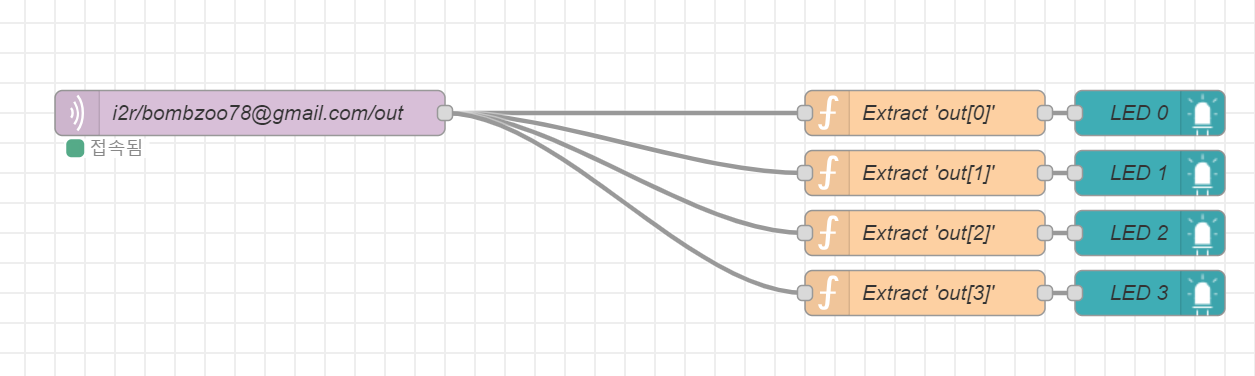 i2r/bombzoo78@gmail.com/out
접속됨
Extract 'out[0]'
LED 0
Extract 'out[1]'
LED 1
Extract 'out[2]'
LED 2
Extract 'out[3]'
LED 3